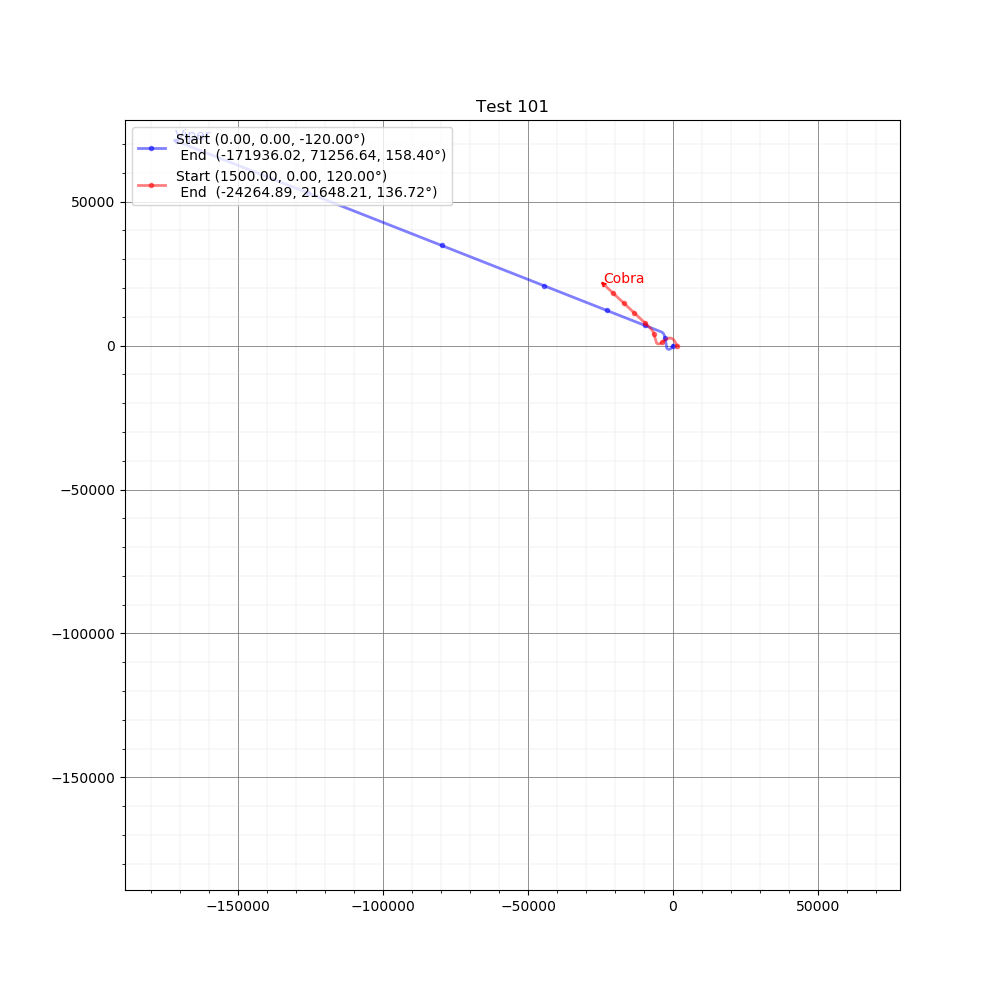 Test 101
Start (0.00, 0.00, -120.00°)
End (-171936.02, 71256.64, 158.40°)
Start (1500.00, 0.00, 120.00°)
End (-24264.89, 21648.21, 136.72°)
50000
Cobra
0
−50000
−100000
−150000
−150000
−100000
−50000
0
50000